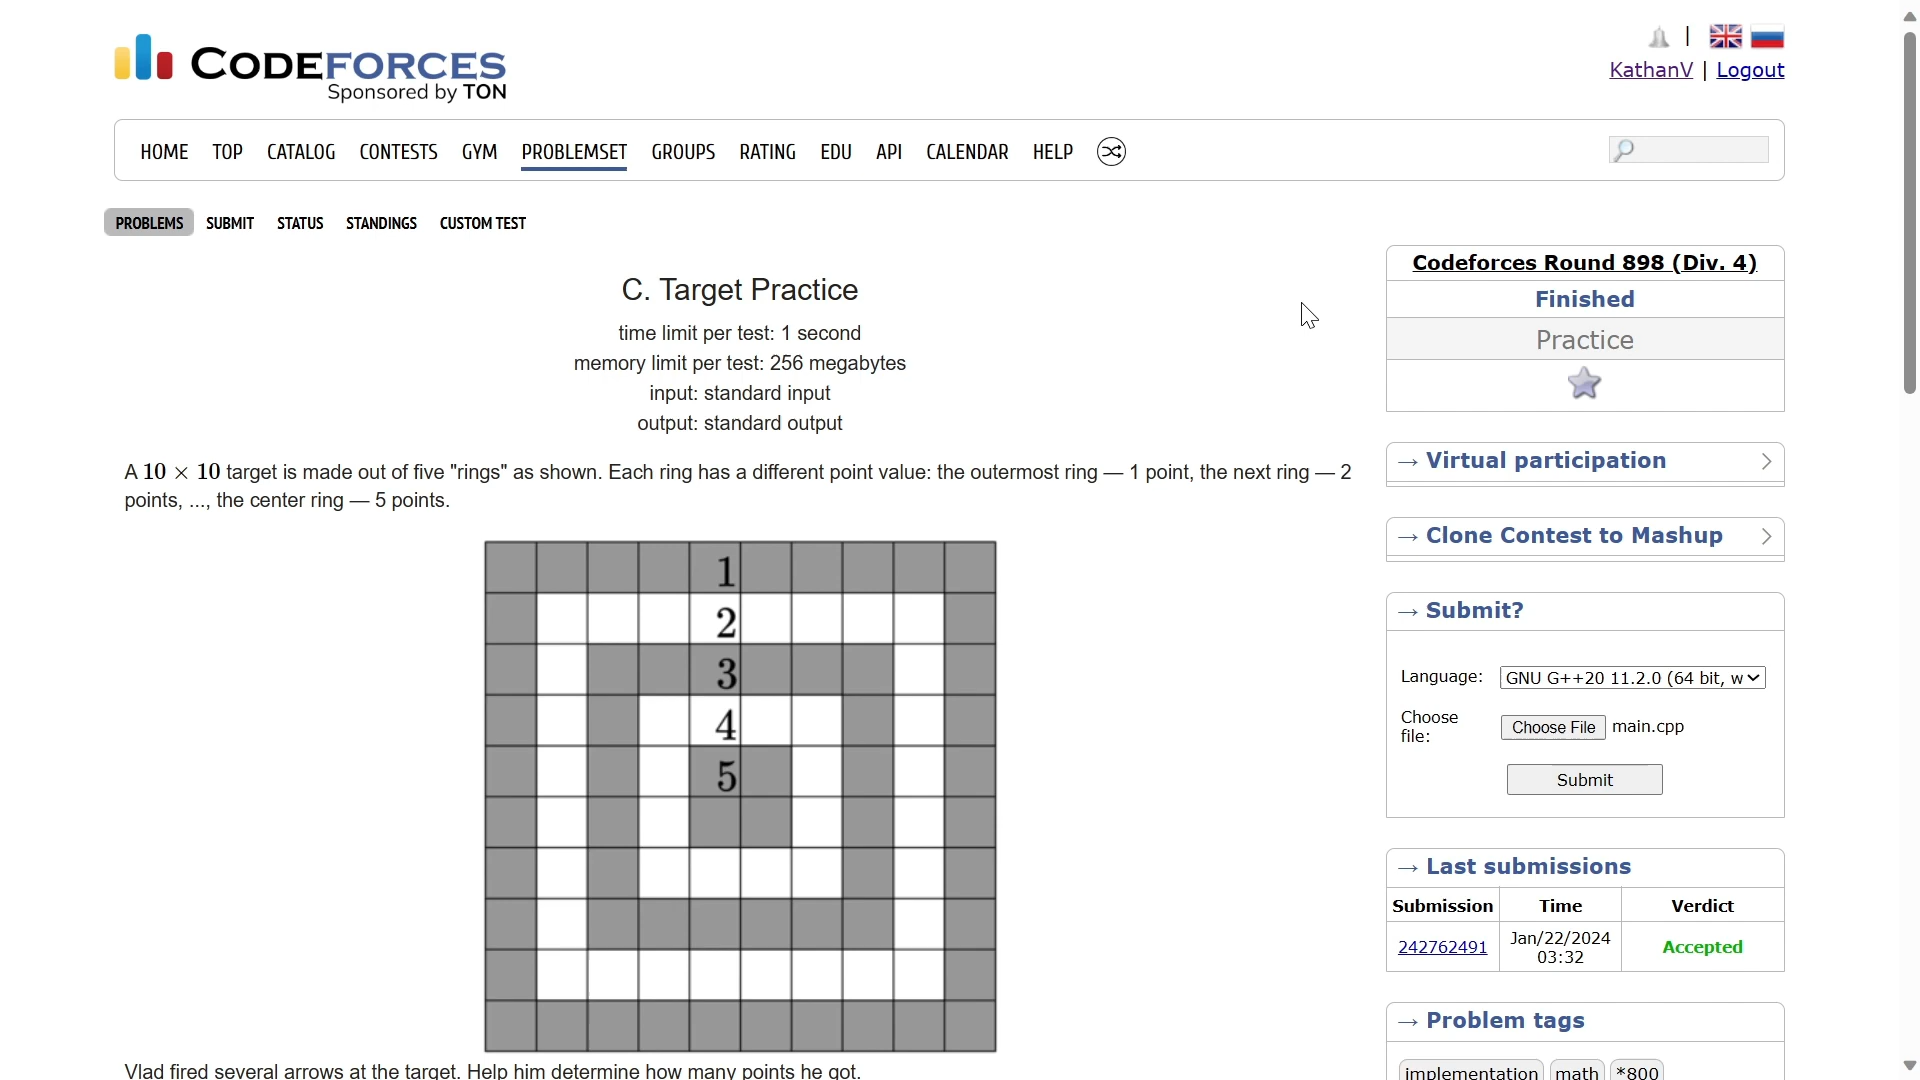 CODEFORCES
Sponsored by TON
|
KathanV | Logout
HOME TOP CATALOG CONTESTS GYM PROBLEMSET GROUPS RATING EDU API CALENDAR HELP
PROBLEMS SUBMIT STATUS STANDINGS CUSTOM TEST
C. Target Practice
time limit per test: 1 second
memory limit per test: 256 megabytes
input: standard input
output: standard output
A 10 × 10 target is made out of five "rings" as shown. Each ring has a different point value: the outermost ring — 1 point, the next ring — 2
points, ..., the center ring — 5 points.
1
2
3
4
5
Vlad fired several arrows at the target. Help him determine how many points he got.
Codeforces Round 898 (Div. 4)
Finished
Practice
→ Virtual participation
→ Clone Contest to Mashup
→ Submit?
Language: GNU G++20 11.2.0 (64 bit, w
Choose
file: Choose File main.cpp
Submit
→ Last submissions
Submission Time Verdict
242762491 Jan/22/2024 03:32 Accepted
→ Problem tags
implementation math *800